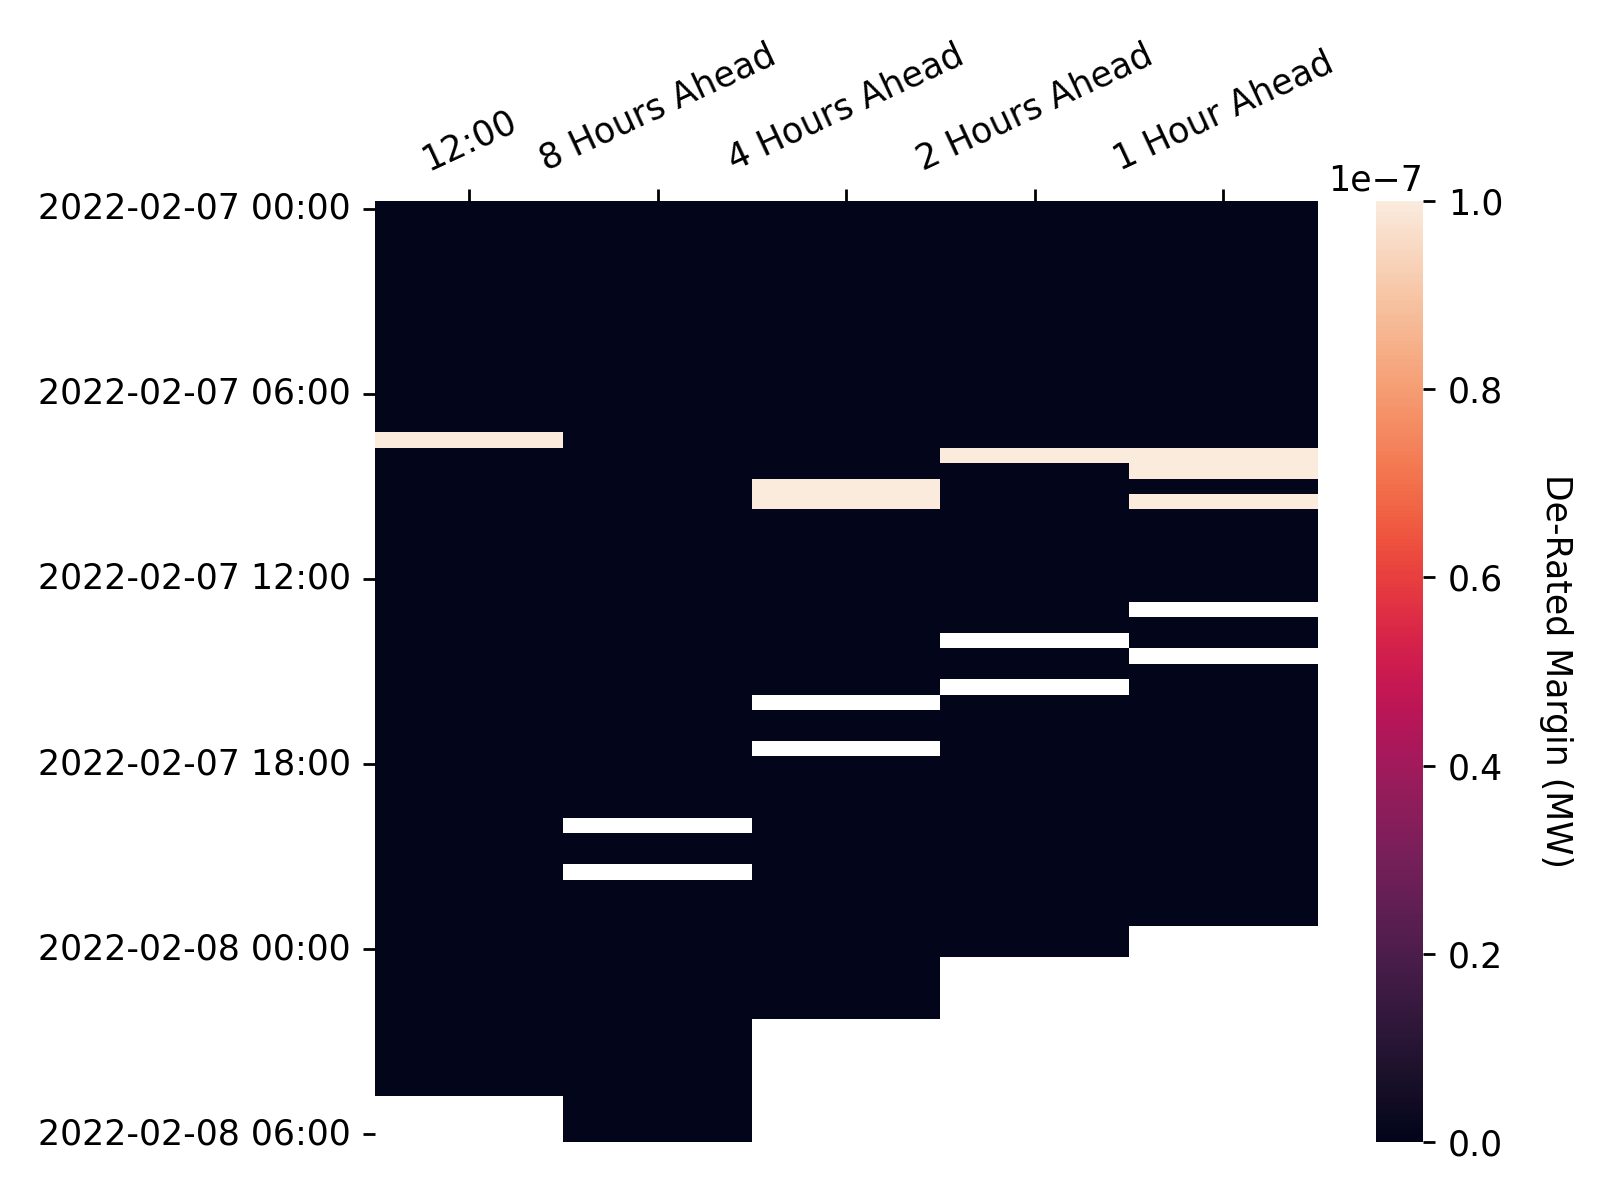 12:00
8 Hours Ahead
4 Hours Ahead
2 Hours Ahead
1 Hour Ahead
1e−7
2022-02-07 00:00
2022-02-07 06:00
2022-02-07 12:00
2022-02-07 18:00
2022-02-08 00:00
2022-02-08 06:00
1.0
0.8
0.6
0.4
0.2
0.0
De-Rated Margin (MW)